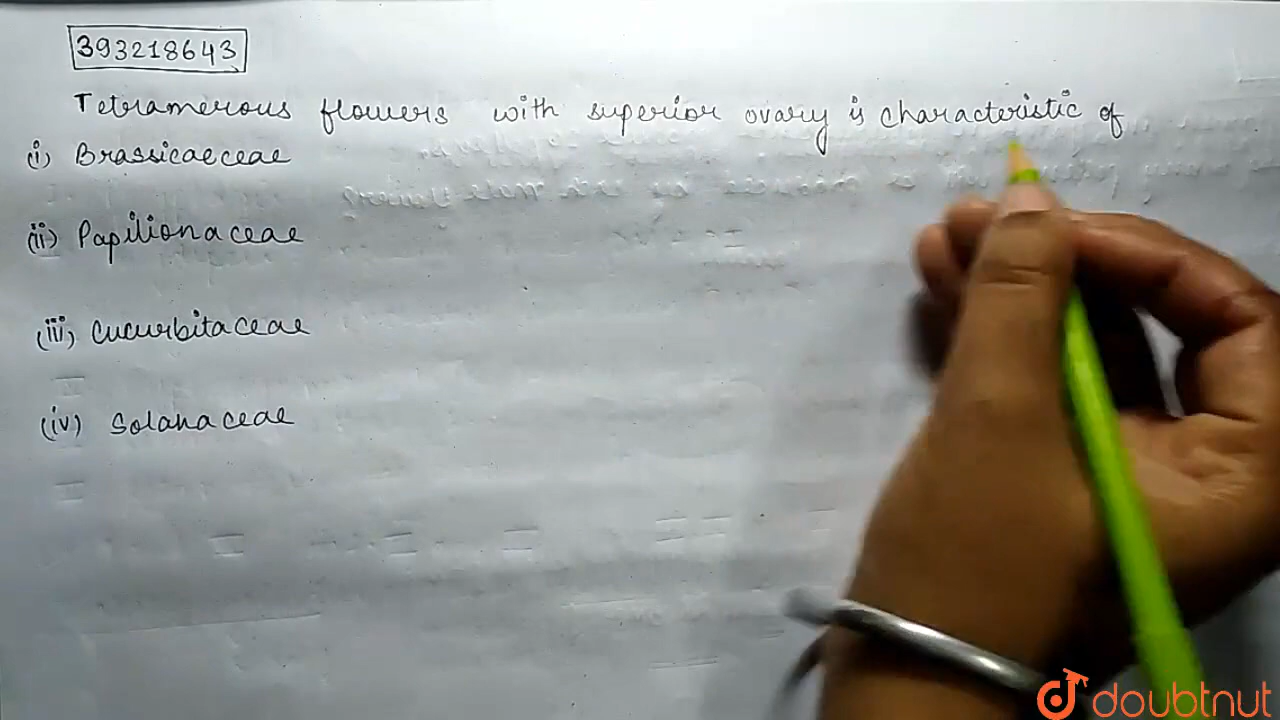 393218643
Tetramerous flowers with superior ovary is characteristic of
(i) Brassicaeceae
(ii) Papilionaceae
(iii) Cucurbitaceae
(iv) Solanaceae
doubtnut